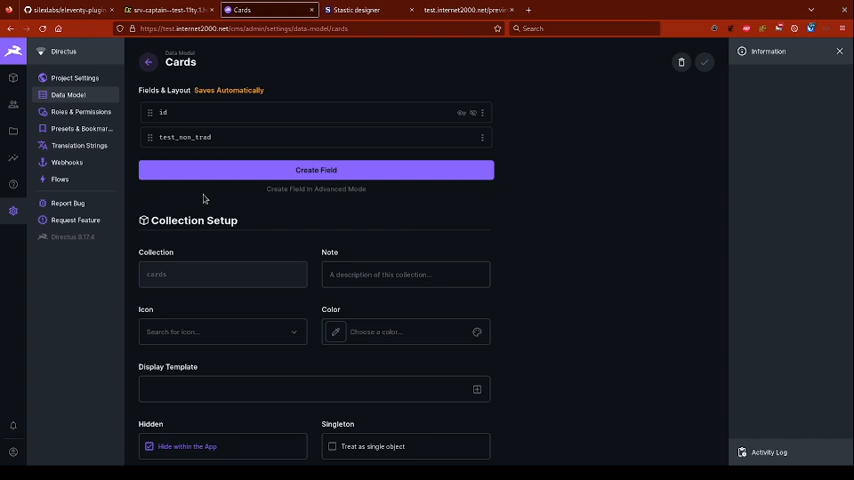 silexlabs/eleventy-plugin
srv-captain--test-11ty.1.h
Cards
Stastic designer
test.internet2000.net/previ
https://test.internet2000.net/cms/admin/settings/data-model/cards
Search
Directus
Project Settings
Data Model
Roles & Permissions
Presets & Bookmar...
Translation Strings
Webhooks
Flows
Report Bug
Request Feature
Directus 9.17.4
Data Model
Cards
Fields & Layout Saves Automatically
id
test_non_trad
Create Field
Create Field in Advanced Mode
Collection Setup
Collection
Note
cards
A description of this collection...
Icon
Color
Search for icon...
Choose a color...
Display Template
Hidden
Singleton
Hide within the App
Treat as single object
Information
Activity Log